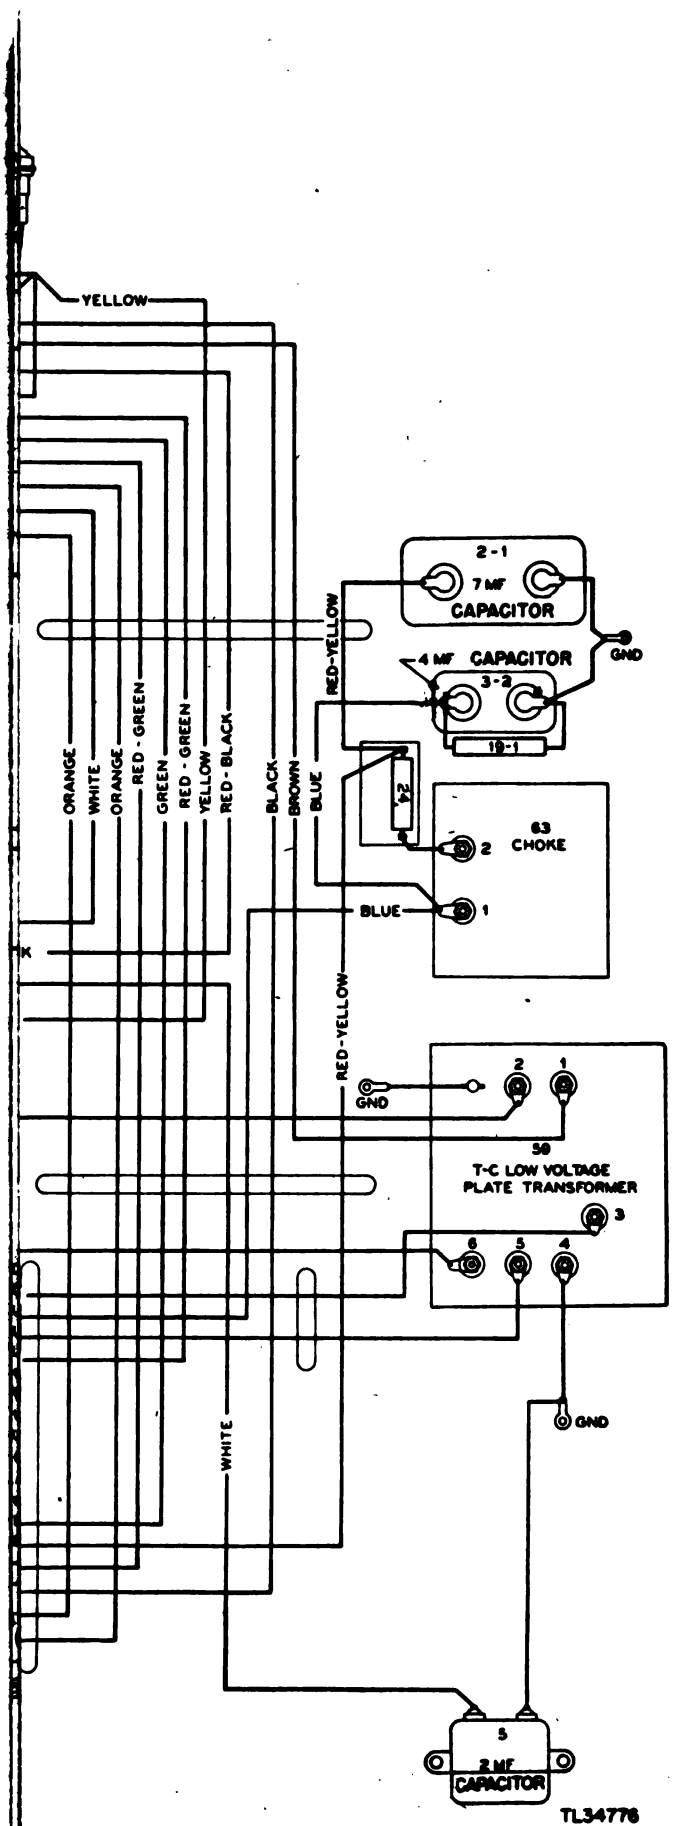 YELLOW
2-1
7 MF
CAPACITOR
RED-YELLOW
GND
4 MF
CAPACITOR
3-2
19-1
ORANGE
WHITE
ORANGE
RED-GREEN
GREEN
RED-GREEN
YELLOW
RED-BLACK
BLACK
BROWN
BLUE
24
63
CHOKE
2
BLUE
1
K
RED-YELLOW
2
1
GND
59
T-C LOW VOLTAGE
PLATE TRANSFORMER
3
6
5
4
WHITE
GND
5
2 MF
CAPACITOR
TL34776